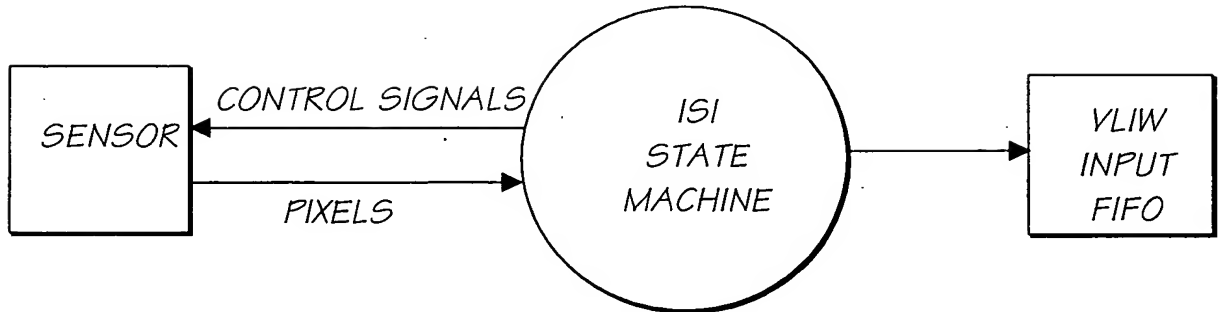 SENSOR
CONTROL SIGNALS
PIXELS
ISI
STATE
MACHINE
VLIW
INPUT
FIFO